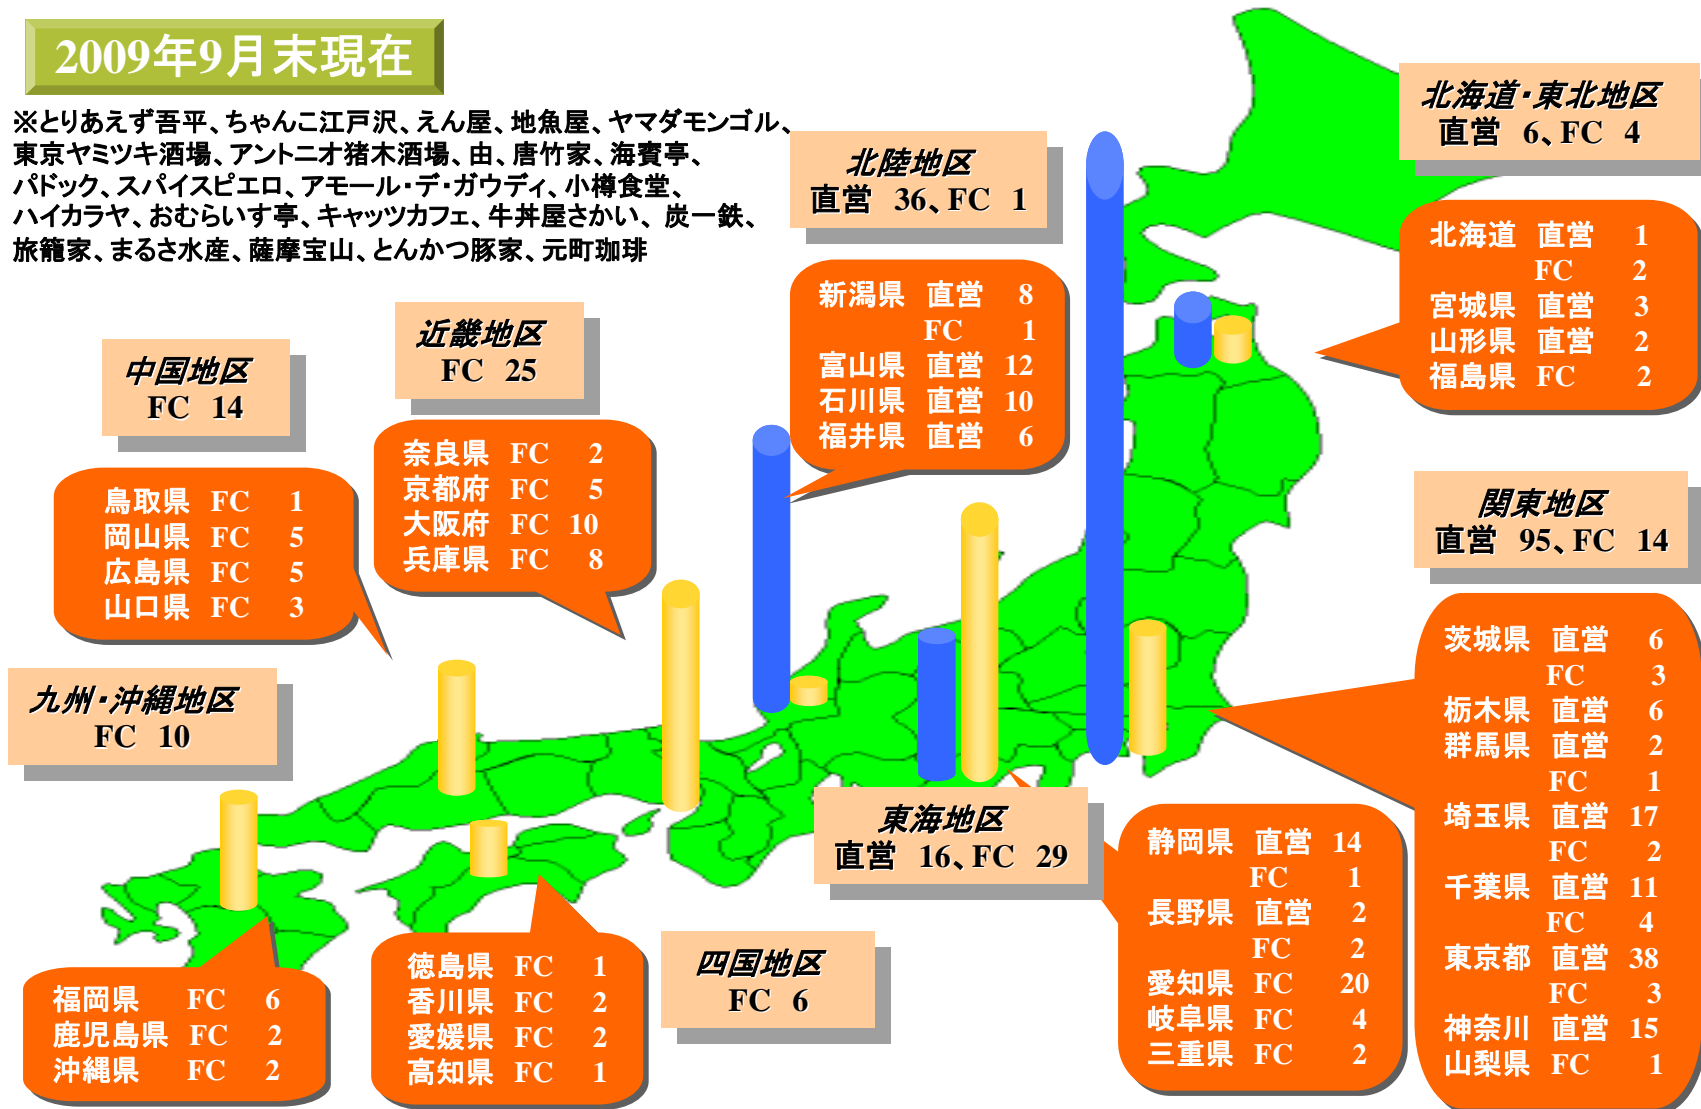 2009年9月末現在
※とりあえず吾平、ちゃんこ江戸沢、えん屋、地魚屋、ヤマダモンゴル、
東京ヤミツキ酒場、アントニオ猪木酒場、由、唐竹家、海賓亭、
パドック、スパイスピエロ、アモール・デ・ガウディ、小樽食堂、
ハイカラヤ、おむらいす亭、キャッツカフェ、牛丼屋さかい、炭一鉄、
旅籠家、まるさ水産、薩摩宝山、とんかつ豚家、元町珈琲
北海道・東北地区
直営 6、FC 4
北海道 直営 1
FC 2
宮城県 直営 3
山形県 直営 2
福島県 FC 2
北陸地区
直営 36、FC 1
新潟県 直営 8
FC 1
富山県 直営 12
石川県 直営 10
福井県 直営 6
近畿地区
FC 25
奈良県 FC 2
京都府 FC 5
大阪府 FC 10
兵庫県 FC 8
中国地区
FC 14
鳥取県 FC 1
岡山県 FC 5
広島県 FC 5
山口県 FC 3
関東地区
直営 95、FC 14
茨城県 直営 6
FC 3
栃木県 直営 6
群馬県 直営 2
FC 1
埼玉県 直営 17
FC 2
千葉県 直営 11
FC 4
東京都 直営 38
FC 3
神奈川 直営 15
山梨県 FC 1
九州・沖縄地区
FC 10
福岡県 FC 6
鹿児島県 FC 2
沖縄県 FC 2
四国地区
FC 6
徳島県 FC 1
香川県 FC 2
愛媛県 FC 2
高知県 FC 1
東海地区
直営 16、FC 29
静岡県 直営 14
FC 1
長野県 直営 2
FC 2
愛知県 FC 20
岐阜県 FC 4
三重県 FC 2